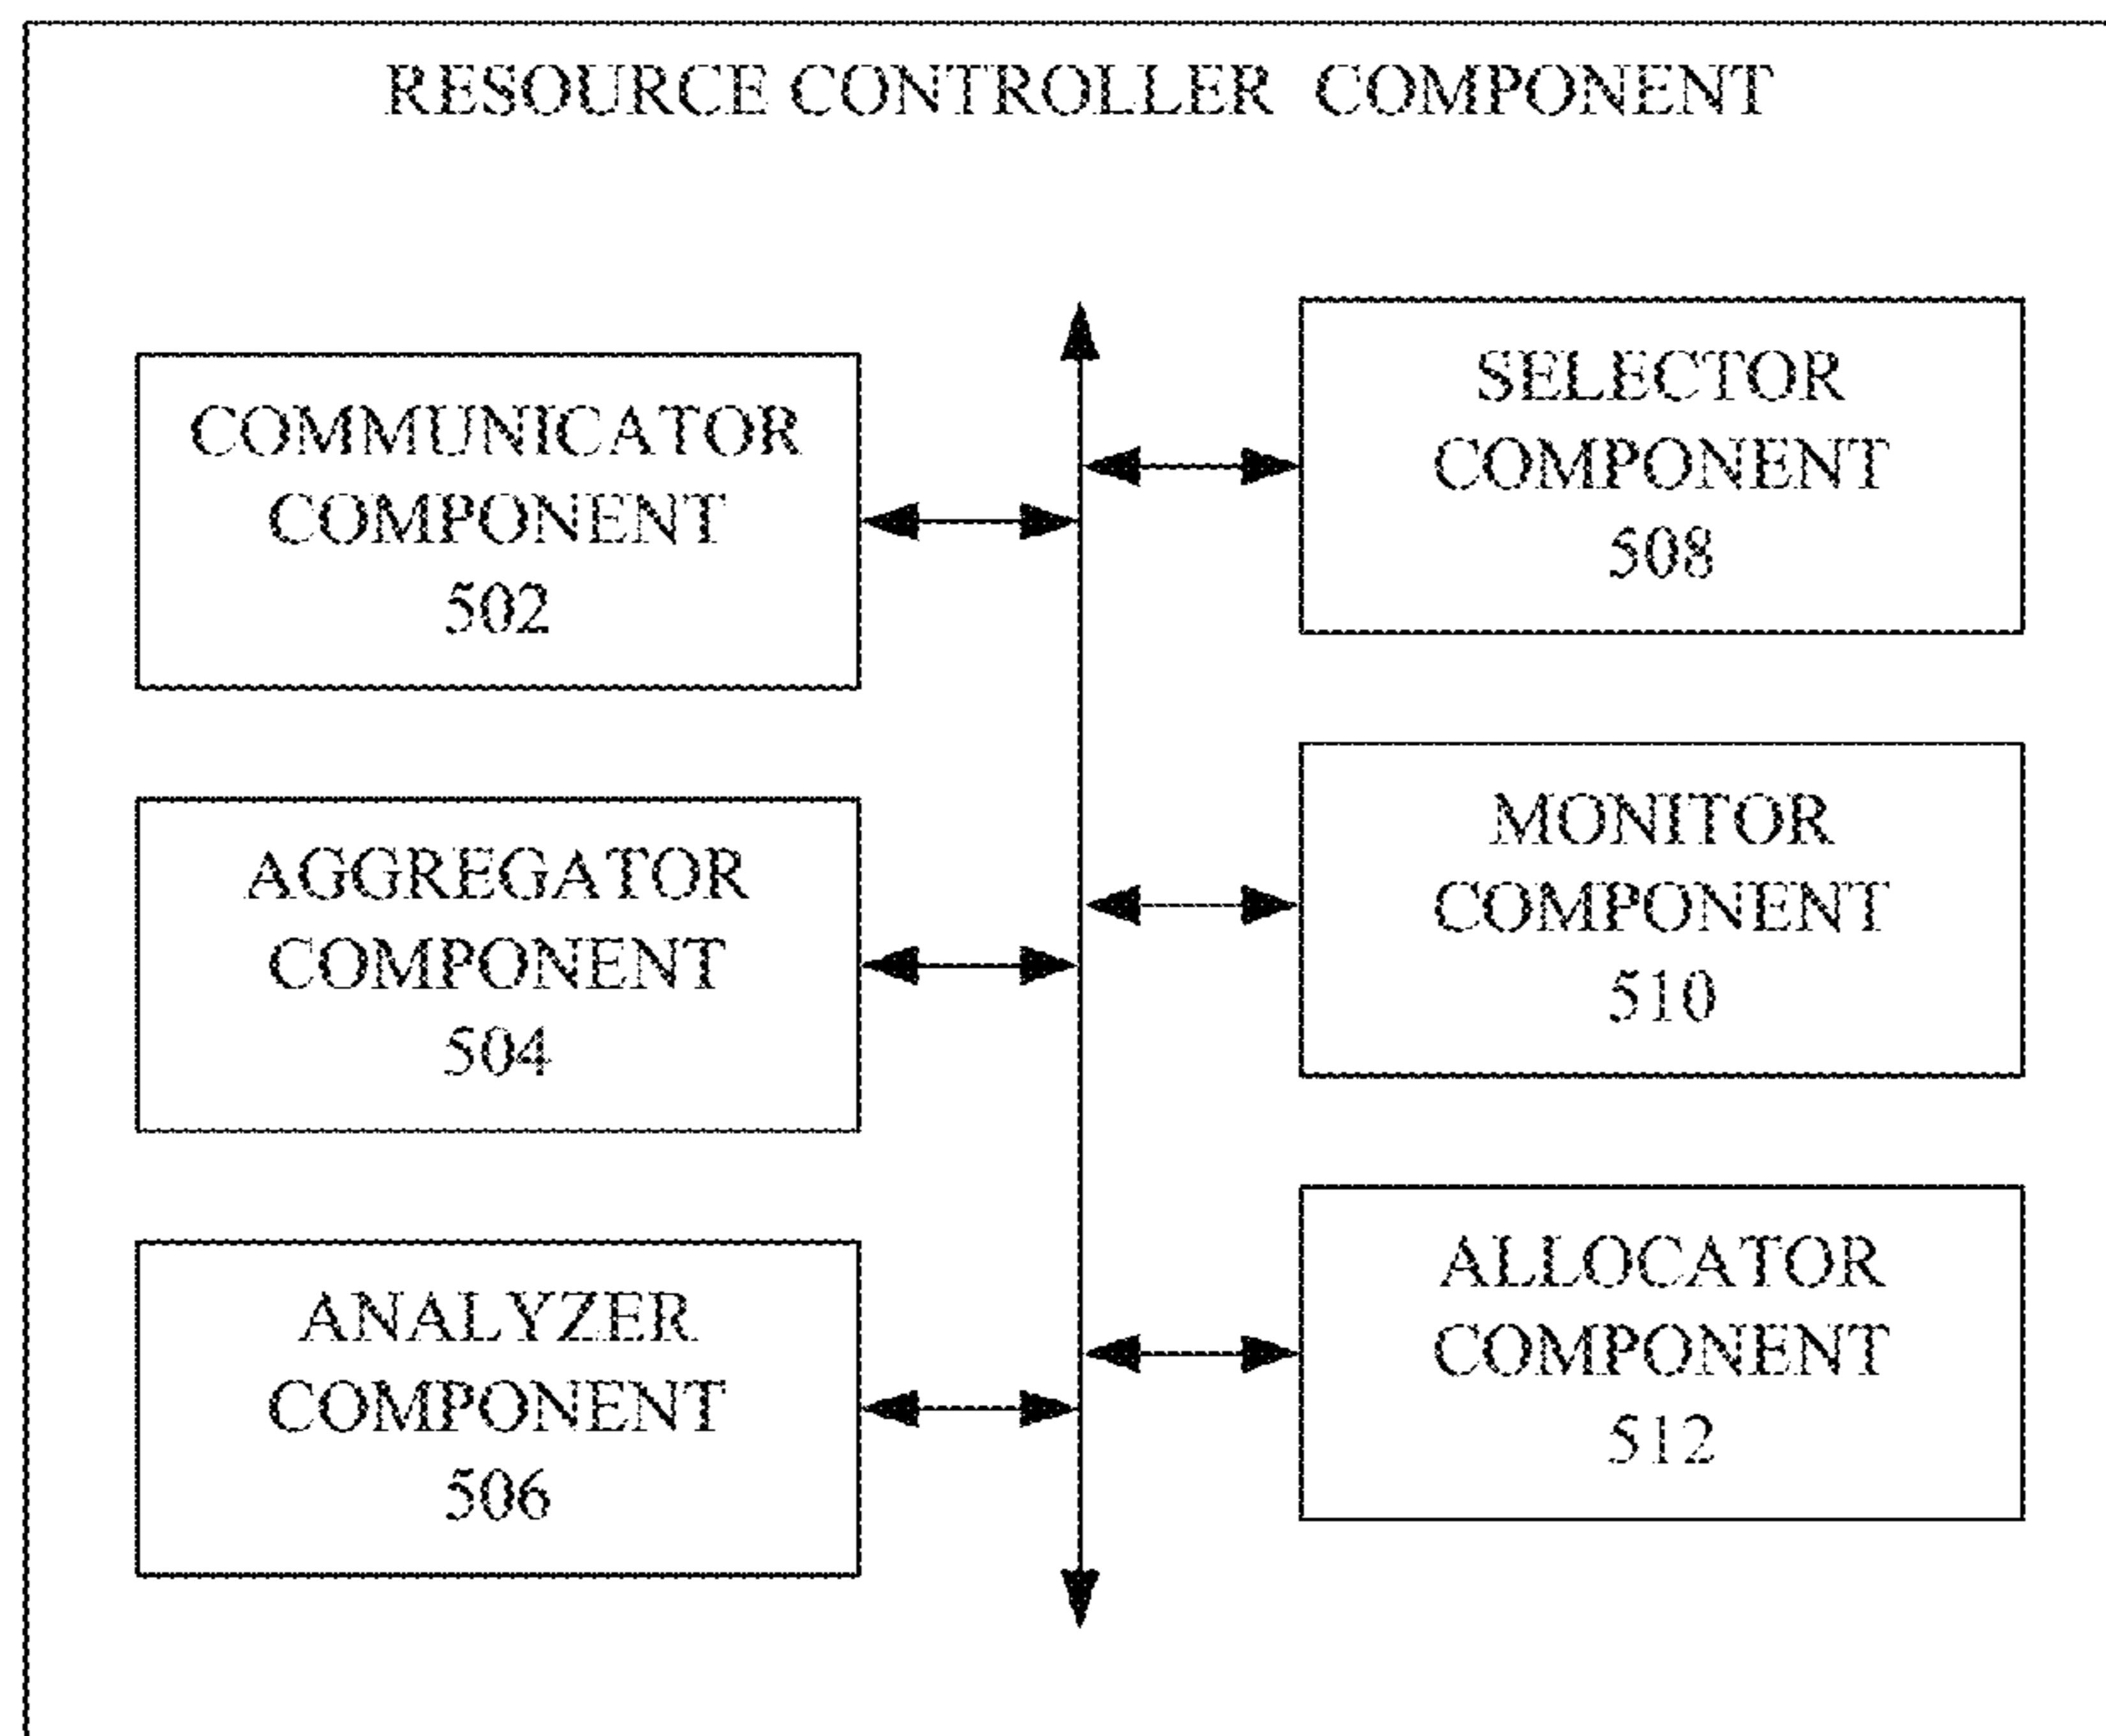 RESOURCE CONTROLLER COMPONENT
COMMUNICATOR
COMPONENT
502
AGGREGATOR
COMPONENT
504
ANALYZER
COMPONENT
506
SELECTOR
COMPONENT
508
MONITOR
COMPONENT
510
ALLOCATOR
COMPONENT
512